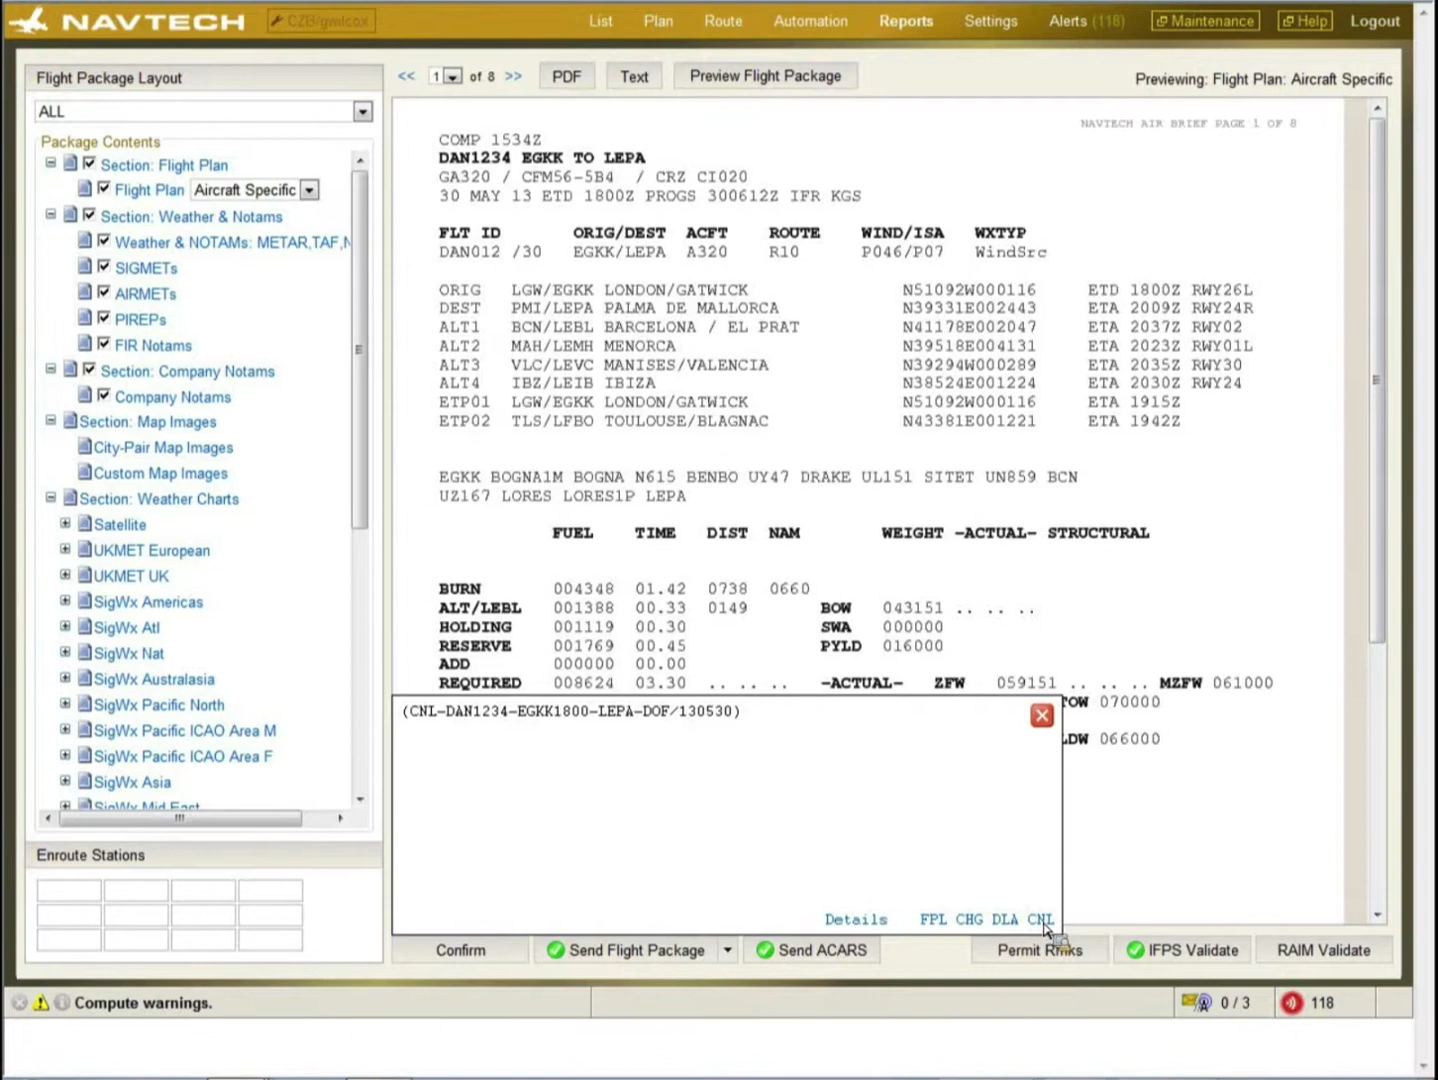 NAVTECH
CZB/gwilcox
List Plan Route Automation Reports Settings Alerts (118) Maintenance Help Logout
Flight Package Layout
<< 1 of 8 >> PDF Text Preview Flight Package
Previewing: Flight Plan: Aircraft Specific
ALL
Package Contents
Section: Flight Plan
Flight Plan Aircraft Specific
Section: Weather & Notams
Weather & NOTAMs: METAR,TAF,N
SIGMETs
AIRMETs
PIREPs
FIR Notams
Section: Company Notams
Company Notams
Section: Map Images
City-Pair Map Images
Custom Map Images
Section: Weather Charts
Satellite
UKMET European
UKMET UK
SigWx Americas
SigWx Atl
SigWx Nat
SigWx Australasia
SigWx Pacific North
SigWx Pacific ICAO Area M
SigWx Pacific ICAO Area F
SigWx Asia
SigWx Mid East
Enroute Stations
NAVTECH AIR BRIEF PAGE 1 OF 8
COMP 1534Z
DAN1234 EGKK TO LEPA
GA320 / CFM56-5B4 / CRZ CI020
30 MAY 13 ETD 1800Z PROGS 300612Z IFR KGS
FLT ID ORIG/DEST ACFT ROUTE WIND/ISA WXTYP
DAN012 /30 EGKK/LEPA A320 R10 P046/P07 WindSrc
ORIG LGW/EGKK LONDON/GATWICK N51092W000116 ETD 1800Z RWY26L
DEST PMI/LEPA PALMA DE MALLORCA N39331E002443 ETA 2009Z RWY24R
ALT1 BCN/LEBL BARCELONA / EL PRAT N41178E002047 ETA 2037Z RWY02
ALT2 MAH/LEMH MENORCA N39518E004131 ETA 2023Z RWY01L
ALT3 VLC/LEVC MANISES/VALENCIA N39294W000289 ETA 2035Z RWY30
ALT4 IBZ/LEIB IBIZA N38524E001224 ETA 2030Z RWY24
ETP01 LGW/EGKK LONDON/GATWICK N51092W000116 ETA 1915Z
ETP02 TLS/LFBO TOULOUSE/BLAGNAC N43381E001221 ETA 1942Z
EGKK BOGNA1M BOGNA N615 BENBO UY47 DRAKE UL151 SITET UN859 BCN
UZ167 LORES LORES1P LEPA
FUEL TIME DIST NAM WEIGHT -ACTUAL- STRUCTURAL
BURN 004348 01.42 0738 0660
ALT/LEBL 001388 00.33 0149 BOW 043151 .. .. ..
HOLDING 001119 00.30 SWA 000000
RESERVE 001769 00.45 PYLD 016000
ADD 000000 00.00
REQUIRED 008624 03.30 .. .. .. -ACTUAL- ZFW 059151 .. .. .. MZFW 061000
TOW 070000
LDW 066000
(CNL-DAN1234-EGKK1800-LEPA-DOF/130530)
Details FPL CHG DLA CNL
Confirm Send Flight Package Send ACARS Permit Rmks IFPS Validate RAIM Validate
Compute warnings.
0 / 3 118